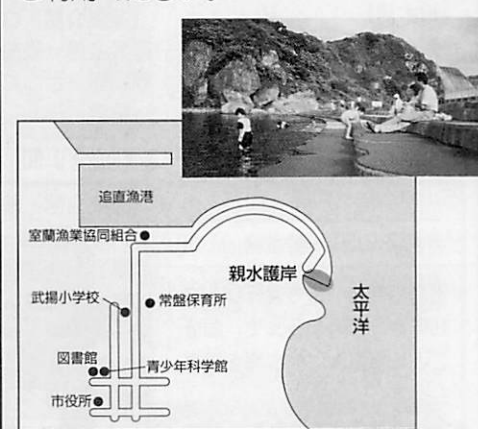 追直漁港
室蘭漁業協同組合
親水護岸
太平洋
武揚小学校
常盤保育所
図書館
青少年科学館
市役所